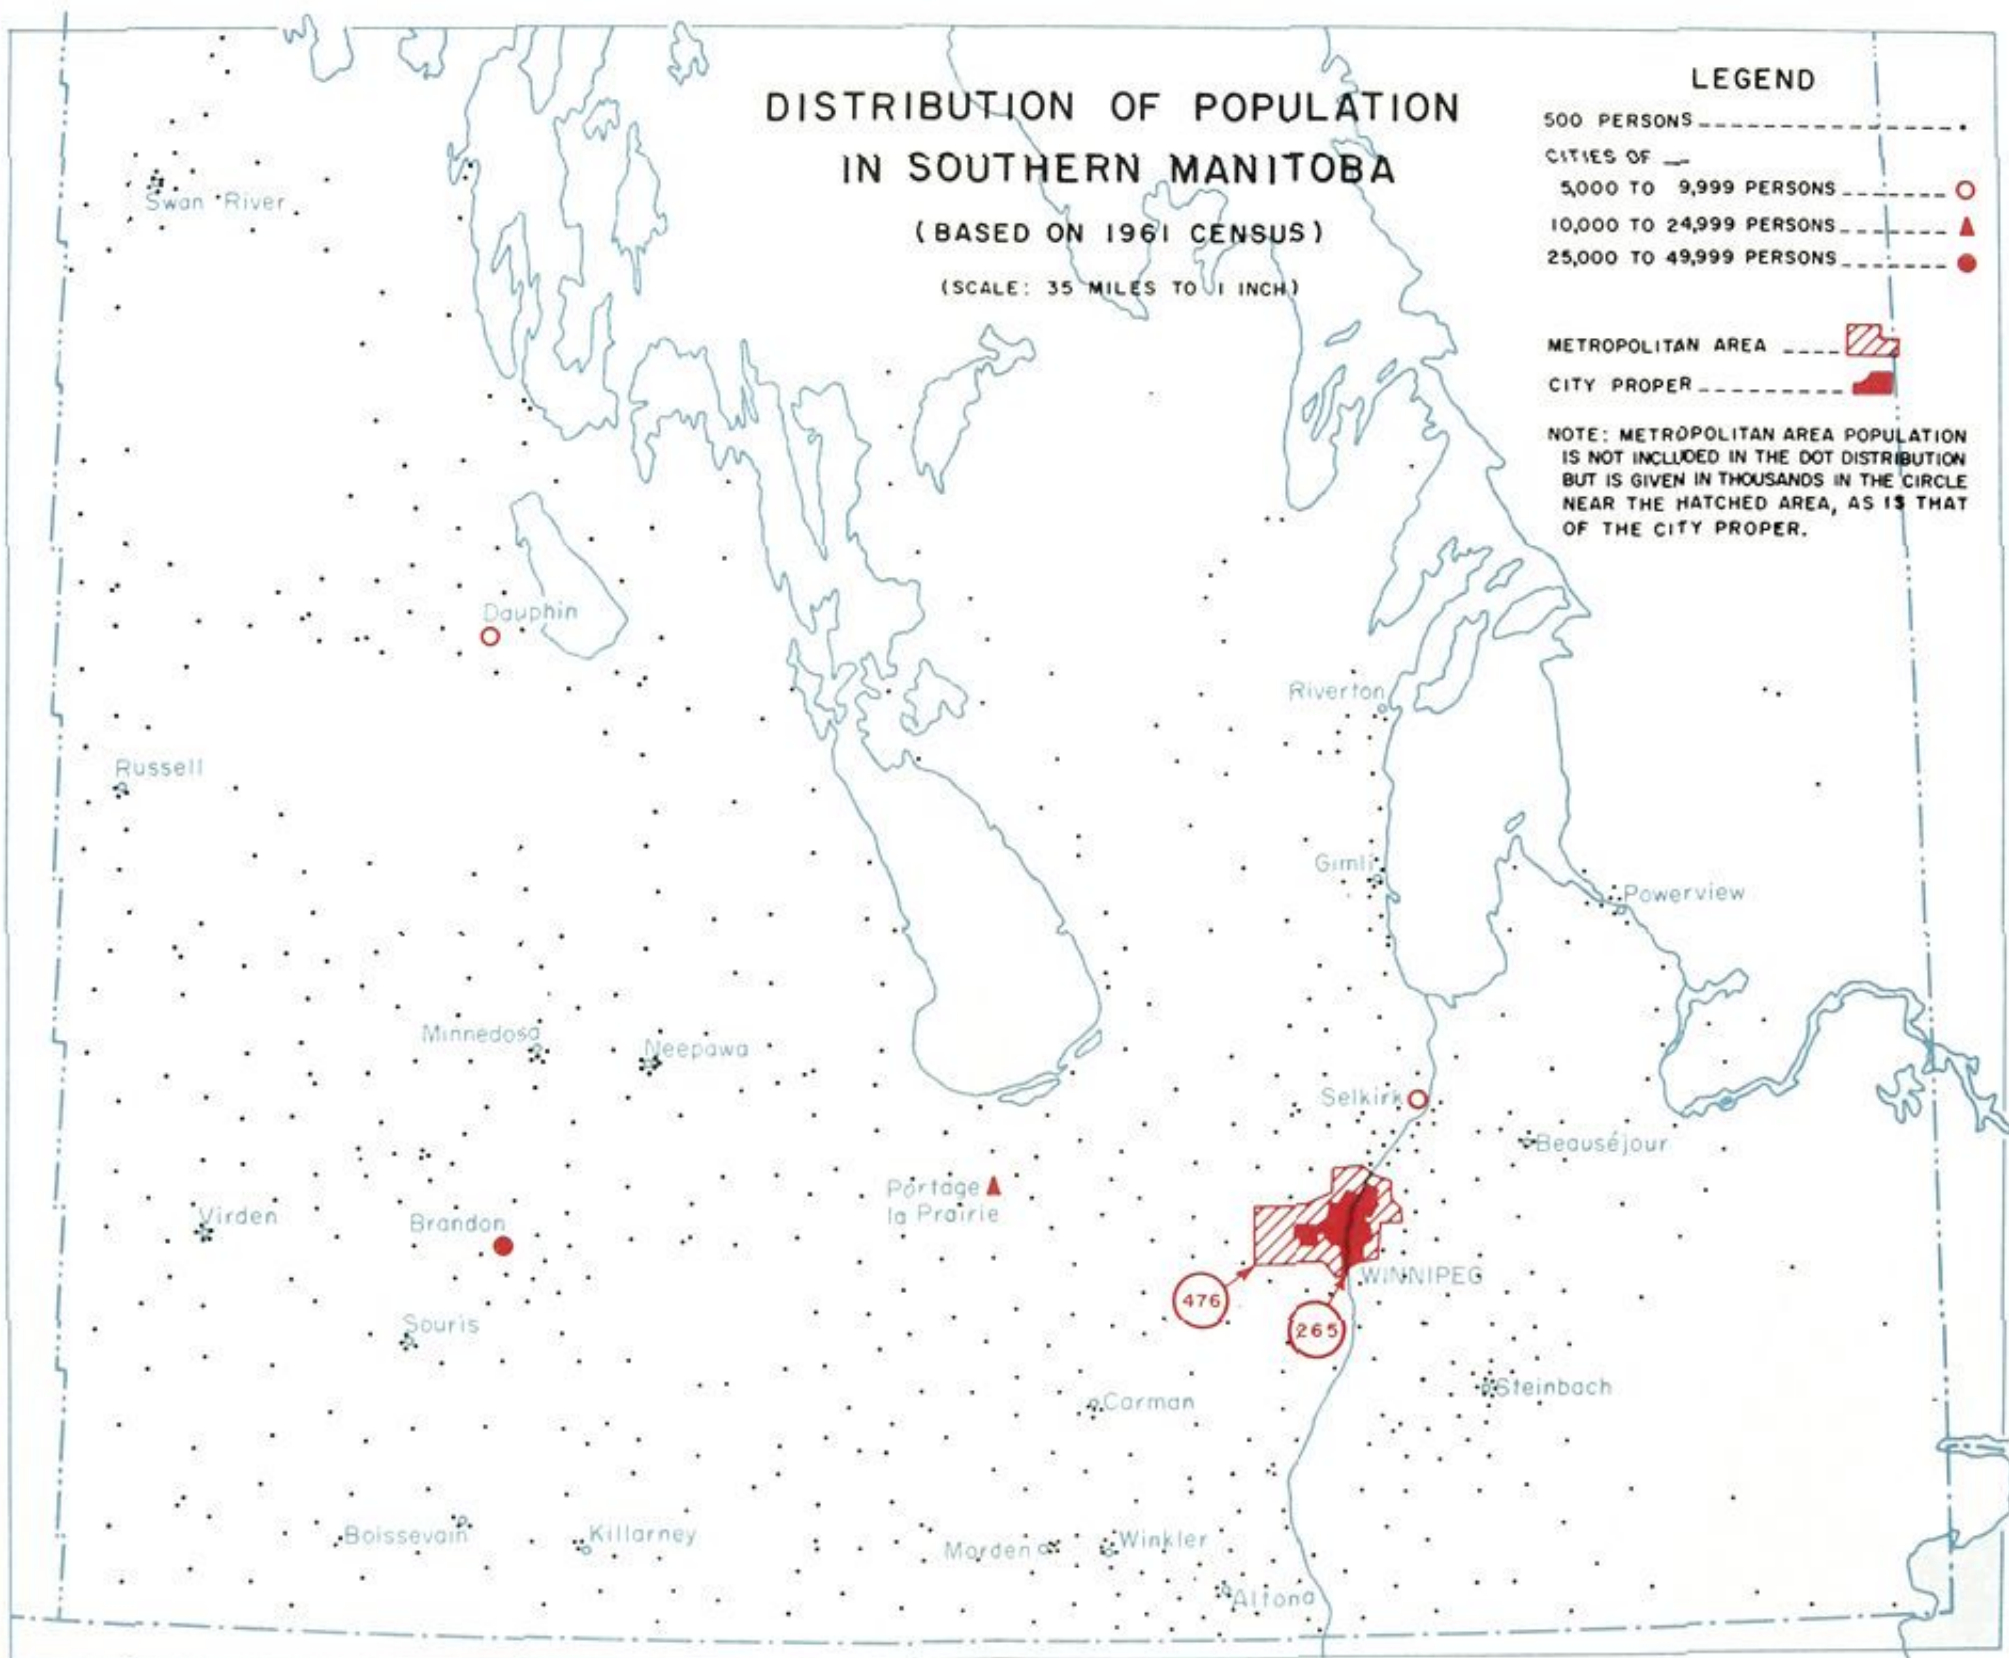 DISTRIBUTION OF POPULATION
IN SOUTHERN MANITOBA
(BASED ON 1961 CENSUS)
(SCALE: 35 MILES TO 1 INCH)
LEGEND
500 PERSONS
CITIES OF
5,000 TO 9,999 PERSONS
10,000 TO 24,999 PERSONS
25,000 TO 49,999 PERSONS
METROPOLITAN AREA
CITY PROPER
NOTE: METROPOLITAN AREA POPULATION
IS NOT INCLUDED IN THE DOT DISTRIBUTION
BUT IS GIVEN IN THOUSANDS IN THE CIRCLE
NEAR THE HATCHED AREA, AS IS THAT
OF THE CITY PROPER.
Swan River
Dauphin
Riverton
Russell
Gimli
Powerview
Minnedosa
Neepawa
Selkirk
Beauséjour
Portage
la Prairie
Virden
Brandon
WINNIPEG
476
265
Souris
Steinbach
Carman
Boissevain
Killarney
Morden
Winkler
Altona